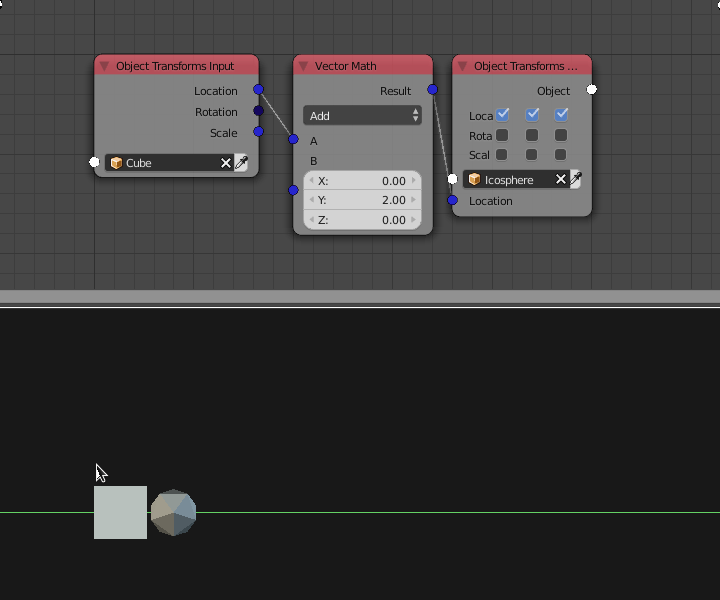 Object Transforms Input
Location
Rotation
Scale
Cube
Vector Math
Result
Add
A
B
X: 0.00
Y: 2.00
Z: 0.00
Object Transforms ...
Object
Loca
Rota
Scal
Icosphere
Location